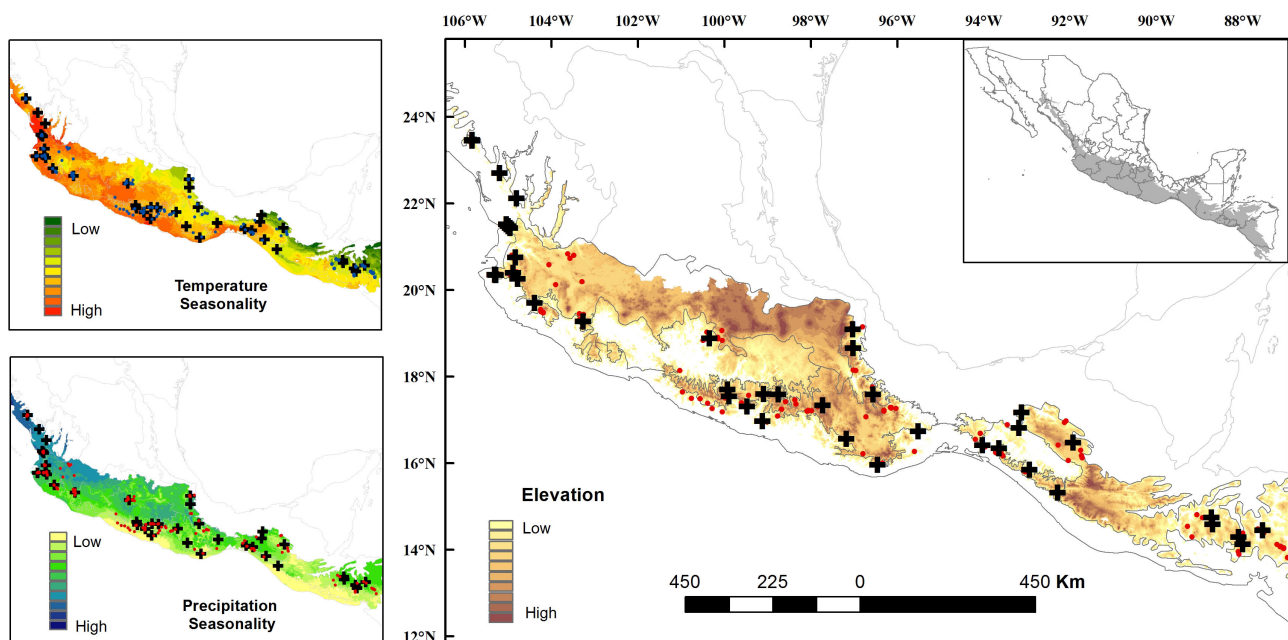 106°W 104°W 102°W 100°W 98°W 96°W 94°W 92°W 90°W 88°W
24°N
22°N
20°N
18°N
16°N
14°N
12°N
Low
High
Temperature
Seasonality
Low
High
Precipitation
Seasonality
Elevation
Low
High
450 225 0 450 Km